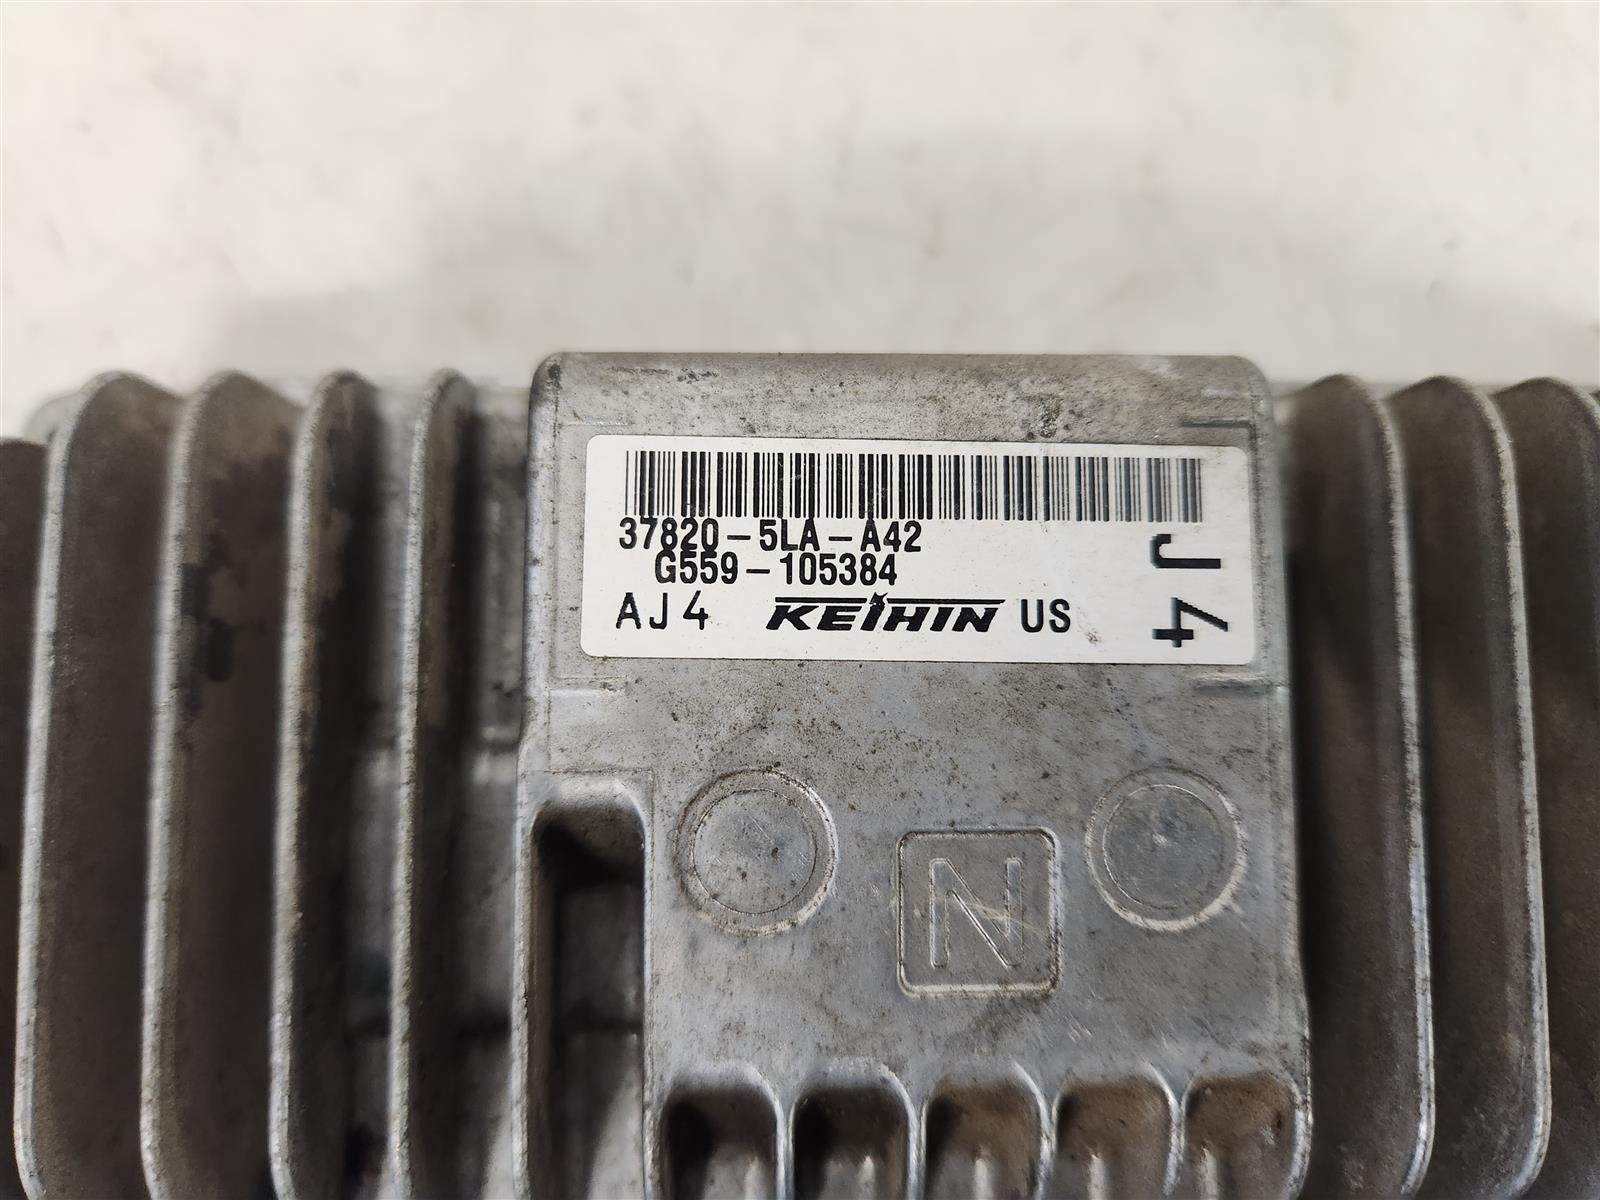 37820-5LA-A42
G559-105384
AJ4 KEIHIN US
J4
N